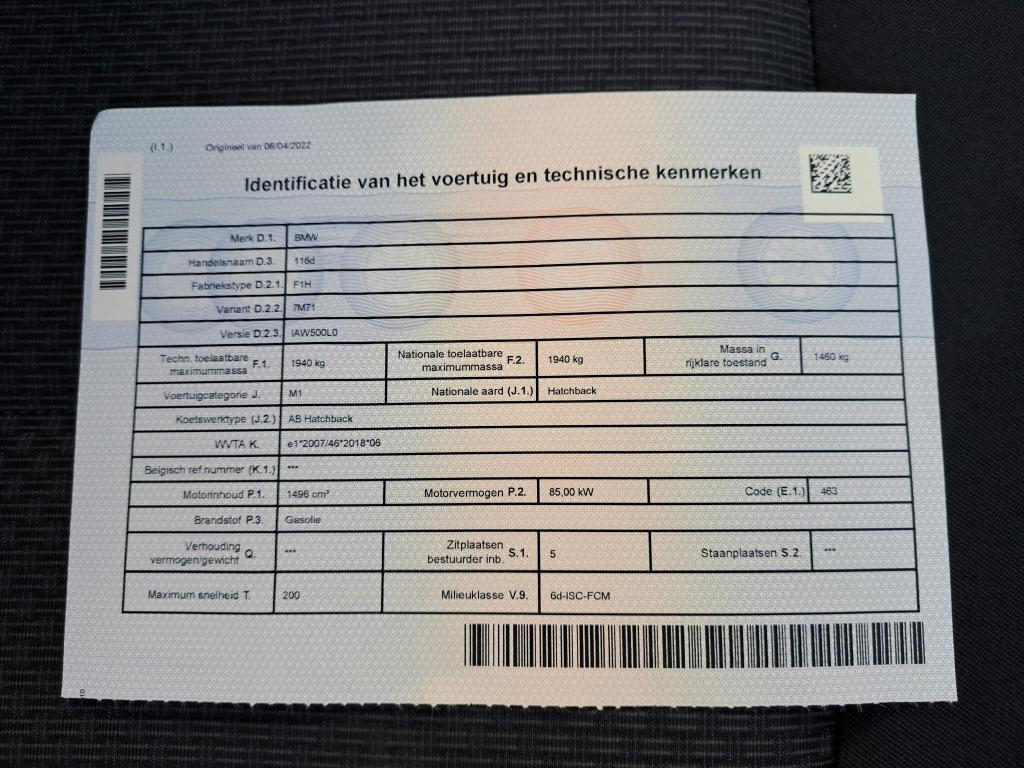 (I.1.) Origineel van 06/04/2022
Identificatie van het voertuig en technische kenmerken
Merk D.1. BMW
Handelsnaam D.3. 116d
Fabriekstype D.2.1. F1H
Variant D.2.2. 7M71
Versie D.2.3. IAW500L0
Techn. toelaatbare maximummassa F.1. 1940 kg Nationale toelaatbare maximummassa F.2. 1940 kg Massa in rijklare toestand G. 1460 kg
Voertuigcategorie J. M1 Nationale aard (J.1.) Hatchback
Koetswerktype (J.2.) AB Hatchback
WVTA K. e1*2007/46*2018*06
Belgisch ref.nummer (K.1.) ***
Motorinhoud P.1. 1496 cm³ Motorvermogen P.2. 85,00 kW Code (E.1.) 463
Brandstof P.3. Gasolie
Verhouding vermogen/gewicht Q. *** Zitplaatsen bestuurder inb. S.1. 5 Staanplaatsen S.2. ***
Maximum snelheid T. 200 Milieuklasse V.9. 6d-ISC-FCM